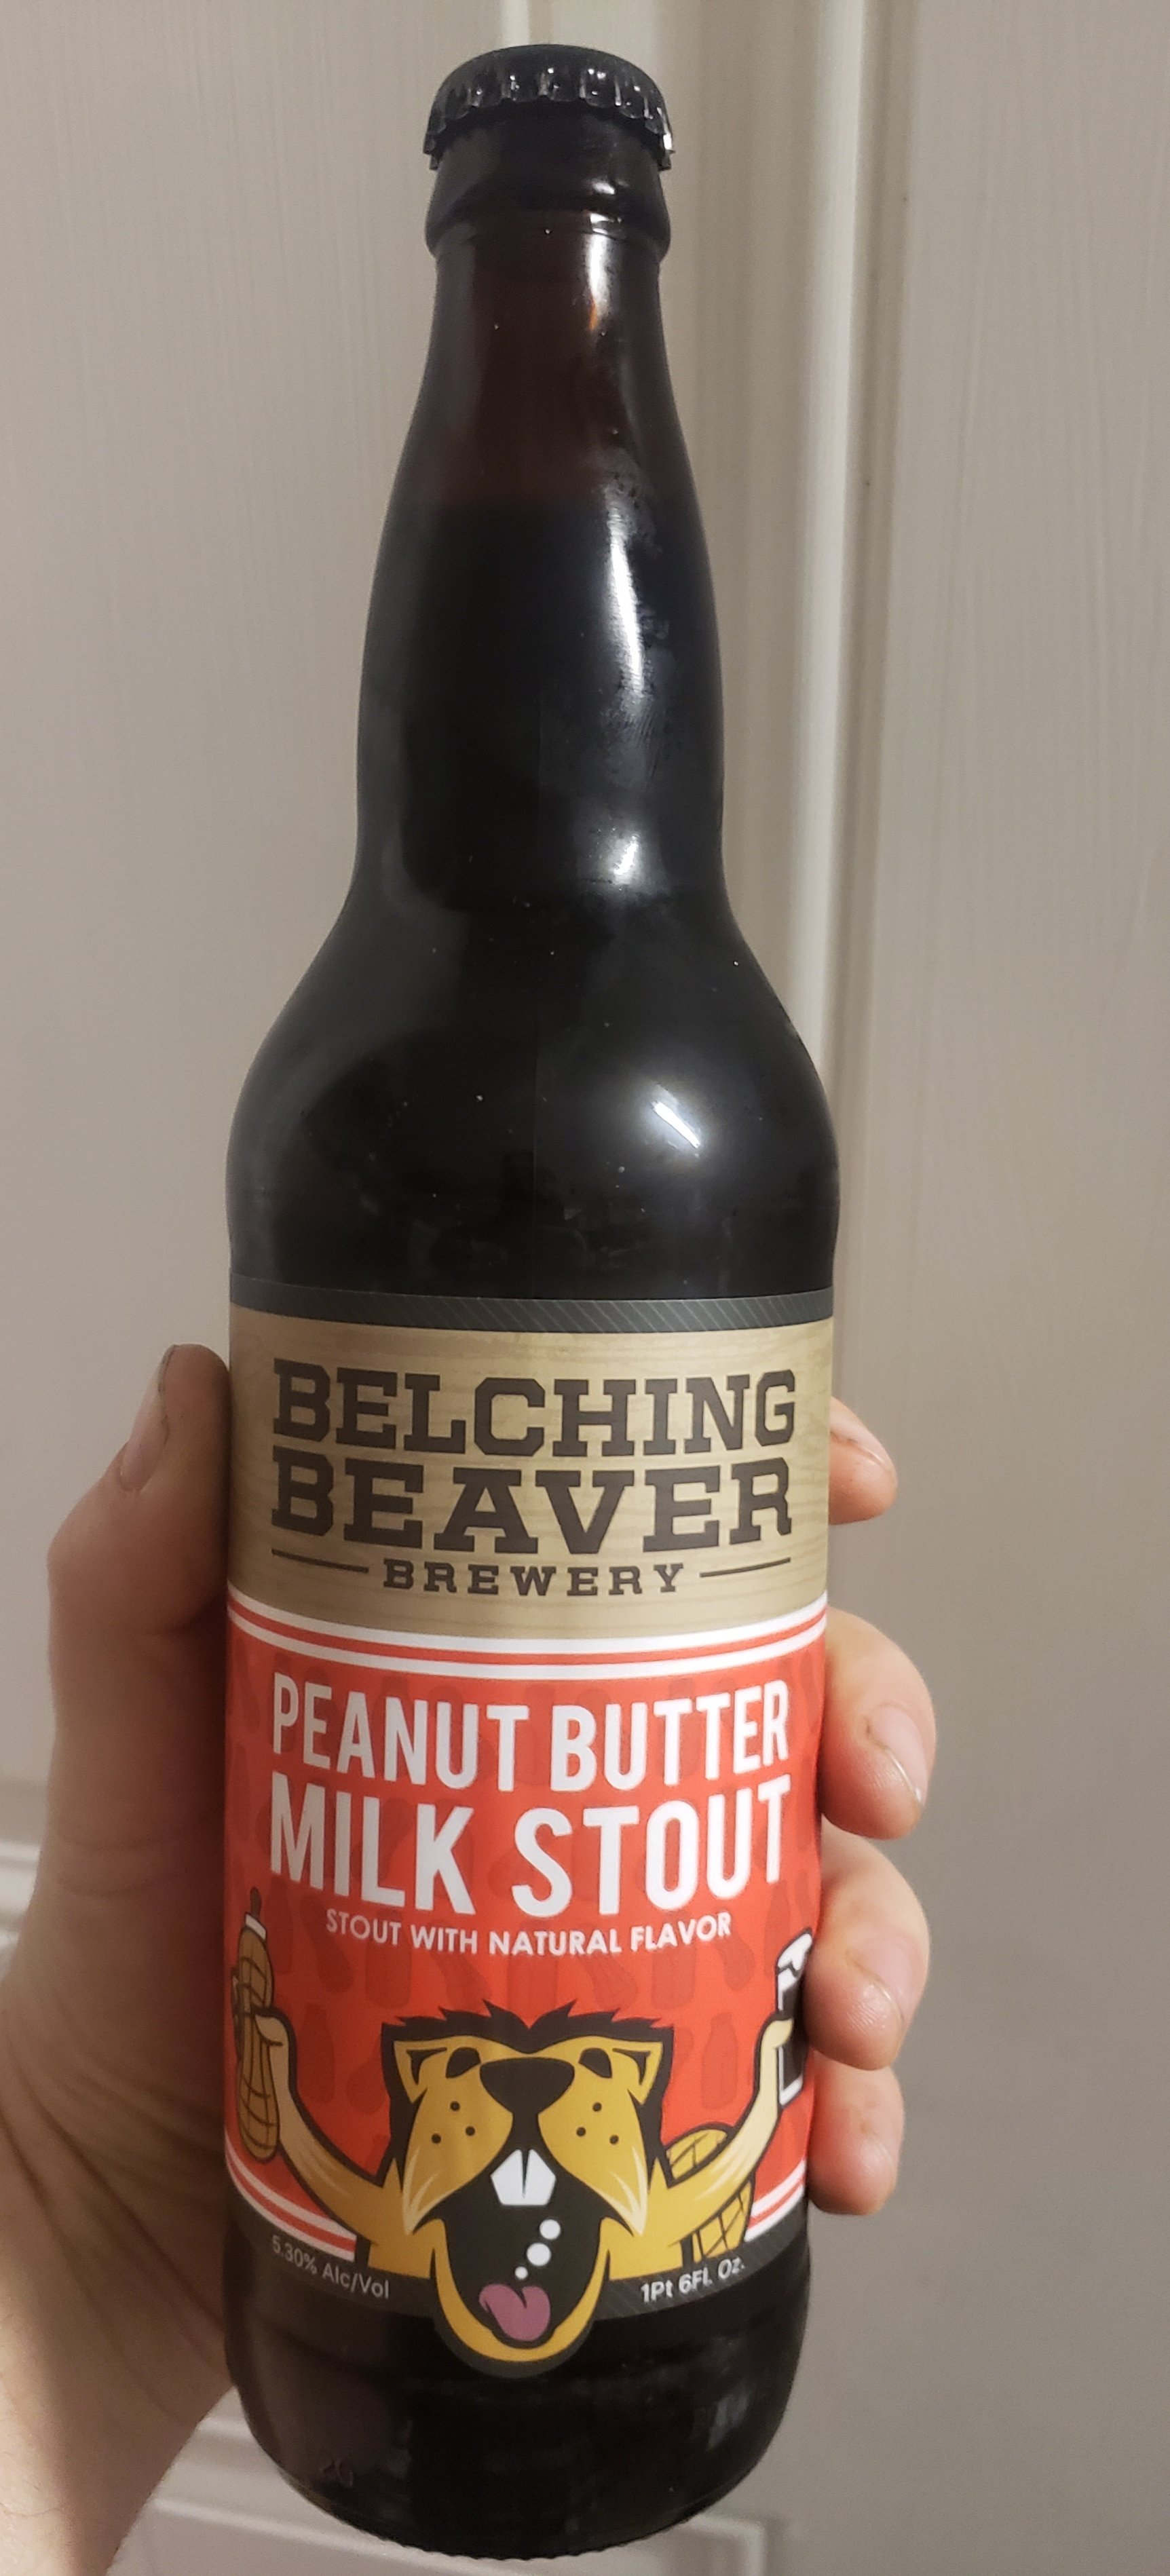 BELCHING
BEAVER
BREWERY
PEANUT BUTTER
MILK STOUT
STOUT WITH NATURAL FLAVOR
5.30% Alc/Vol
1Pt 6Fl. Oz.